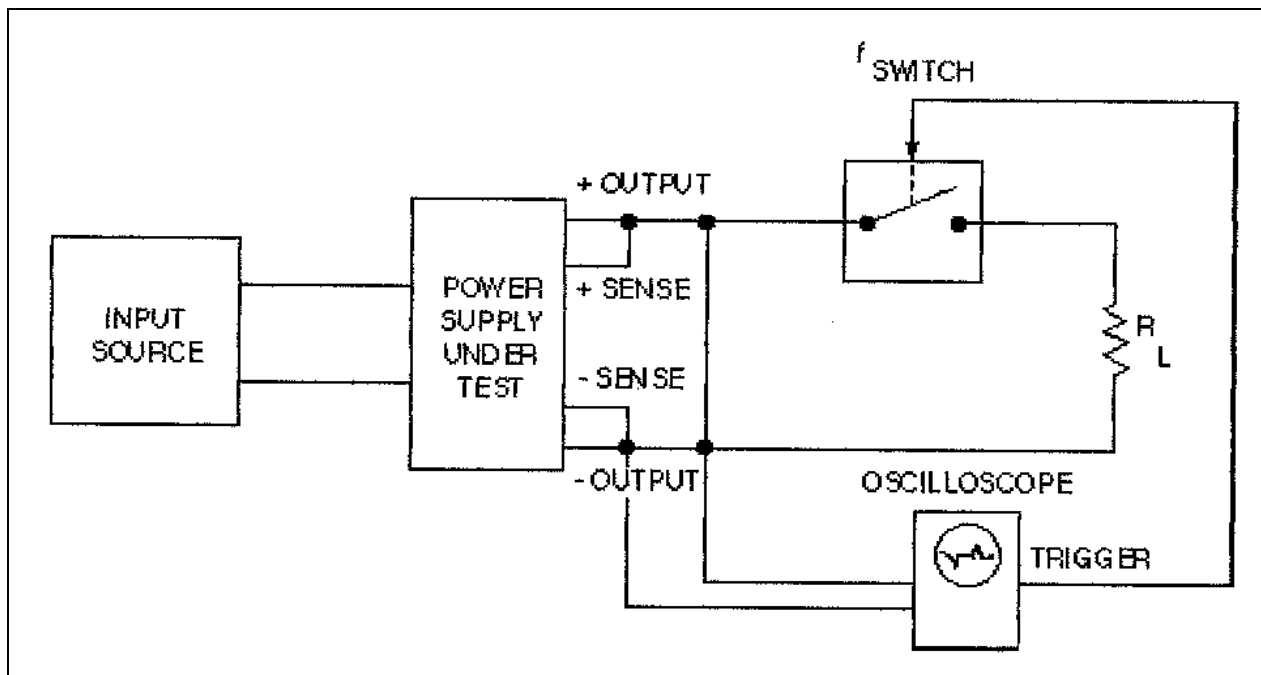 f SWITCH
+ OUTPUT
+ SENSE
INPUT
SOURCE
POWER
SUPPLY
UNDER
TEST
- SENSE
- OUTPUT
R L
OSCILLOSCOPE
TRIGGER